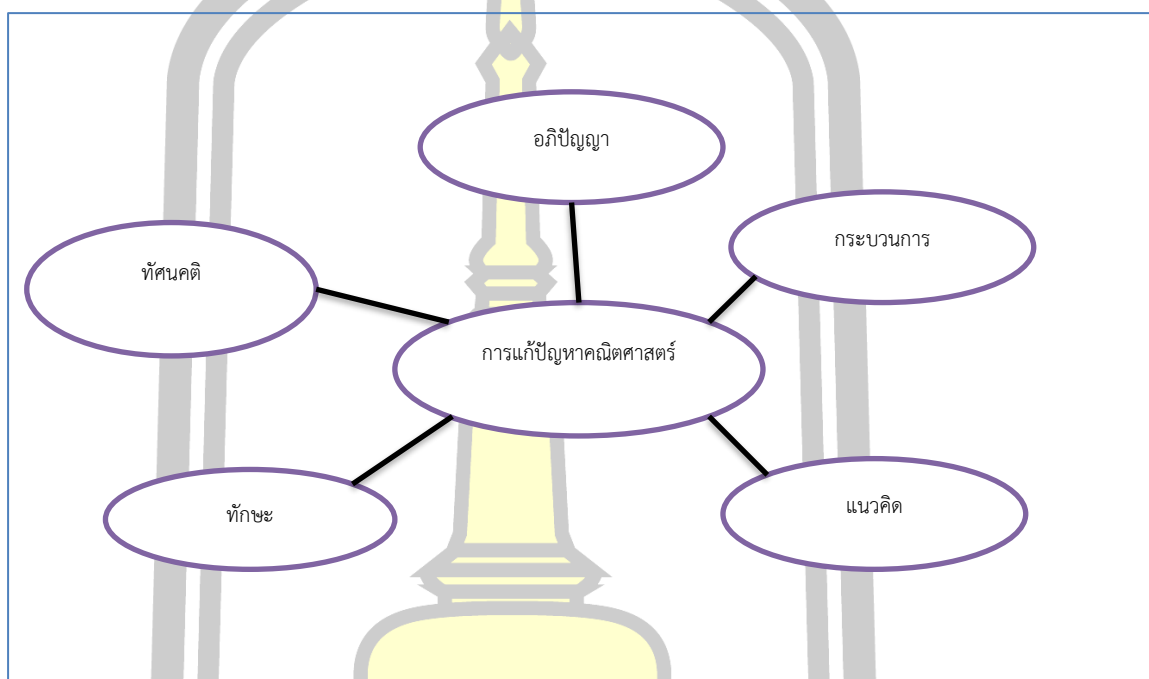 อภิปัญญา
กระบวนการ
ทัศนคติ
การแก้ปัญหาคณิตศาสตร์
แนวคิด
ทักษะ